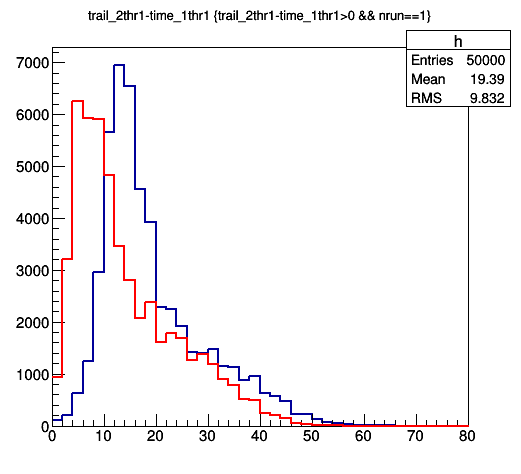 trail_2thr1-time_1thr1 {trail_2thr1-time_1thr1>0 && nrun==1}
h
Entries 50000
Mean 19.39
RMS 9.832
7000
6000
5000
4000
3000
2000
1000
0
0 10 20 30 40 50 60 70 80